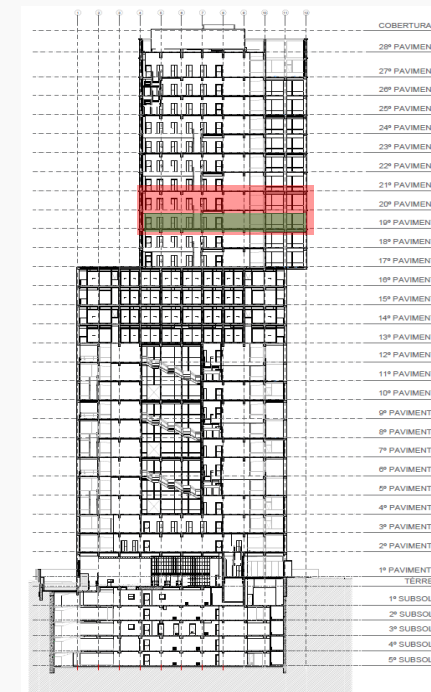 COBERTURA
28º PAVIMEN
27º PAVIMEN
26º PAVIMEN
25º PAVIMEN
24º PAVIMEN
23º PAVIMEN
22º PAVIMEN
21º PAVIMEN
20º PAVIMEN
19º PAVIMEN
18º PAVIMEN
17º PAVIMEN
16º PAVIMEN
15º PAVIMEN
14º PAVIMEN
13º PAVIMEN
12º PAVIMEN
11º PAVIMEN
10º PAVIMEN
9º PAVIMENT
8º PAVIMENT
7º PAVIMENT
6º PAVIMENT
5º PAVIMENT
4º PAVIMENT
3º PAVIMENT
2º PAVIMENT
1º PAVIMENT
TÉRRE
1º SUBSOL
2º SUBSOL
3º SUBSOL
4º SUBSOL
5º SUBSOL